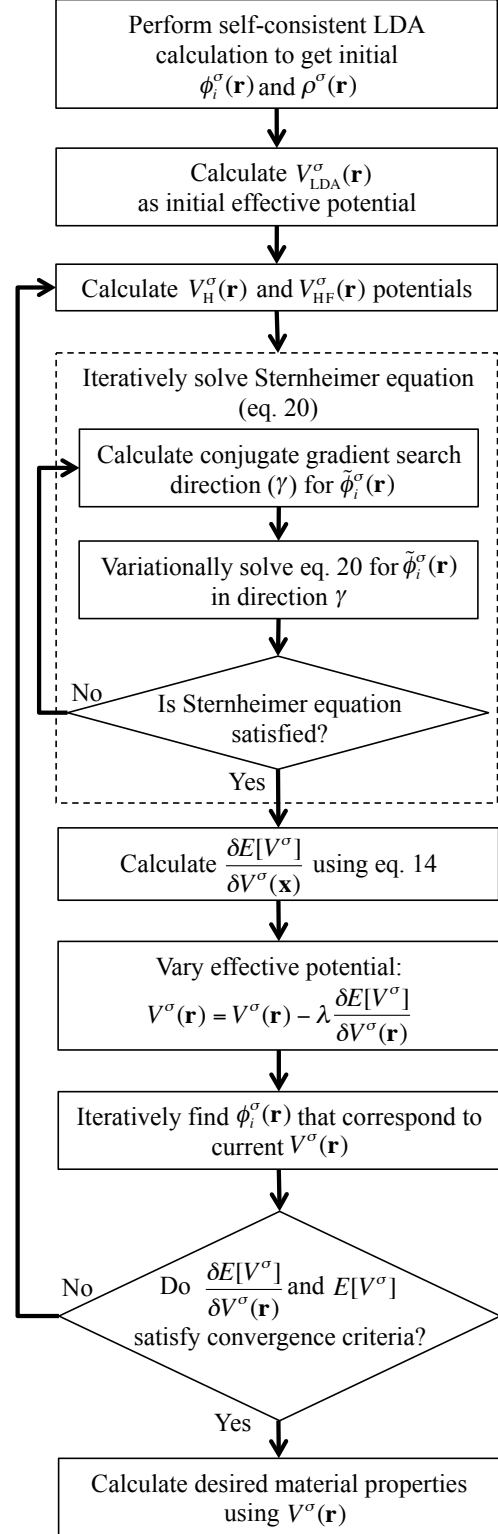 Perform self-consistent LDA
calculation to get initial
ϕᵢ^σ(𝐫) and ρ^σ(𝐫)
Calculate V_LDA^σ(𝐫)
as initial effective potential
Calculate V_H^σ(𝐫) and V_HF^σ(𝐫) potentials
Iteratively solve Sternheimer equation
(eq. 20)
Calculate conjugate gradient search
direction (γ) for ϕ̃ᵢ^σ(𝐫)
Variationally solve eq. 20 for ϕ̃ᵢ^σ(𝐫)
in direction γ
No
Is Sternheimer equation
satisfied?
Yes
Calculate δE[V^σ]/δV^σ(𝐱) using eq. 14
Vary effective potential:
V^σ(𝐫) = V^σ(𝐫) − λ δE[V^σ]/δV^σ(𝐫)
Iteratively find ϕᵢ^σ(𝐫) that correspond to
current V^σ(𝐫)
No
Do δE[V^σ]/δV^σ(𝐫) and E[V^σ]
satisfy convergence criteria?
Yes
Calculate desired material properties
using V^σ(𝐫)